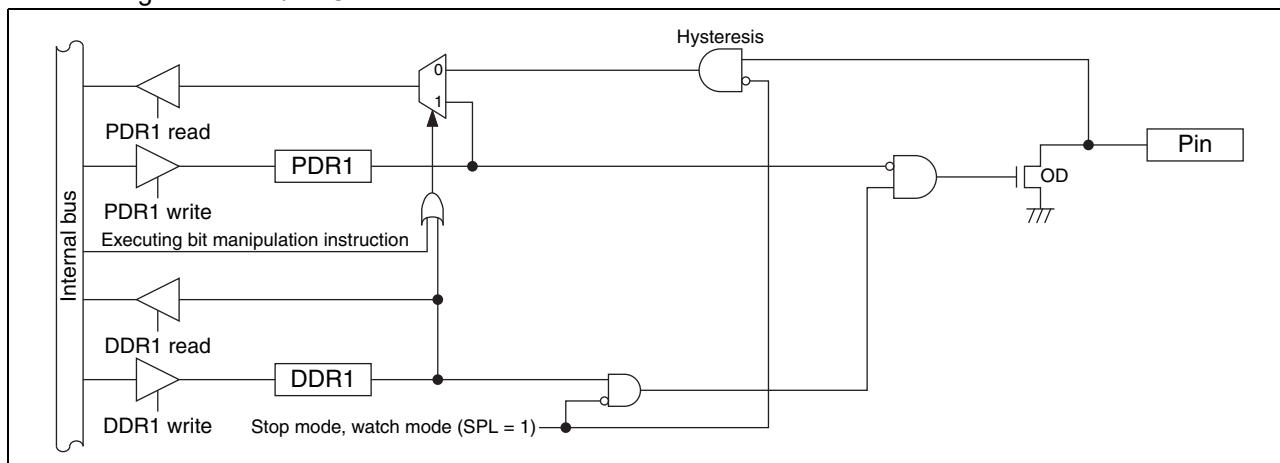 Hysteresis
0
1
PDR1 read
PDR1
Pin
OD
PDR1 write
Executing bit manipulation instruction
Internal bus
DDR1 read
DDR1
DDR1 write
Stop mode, watch mode (SPL = 1)